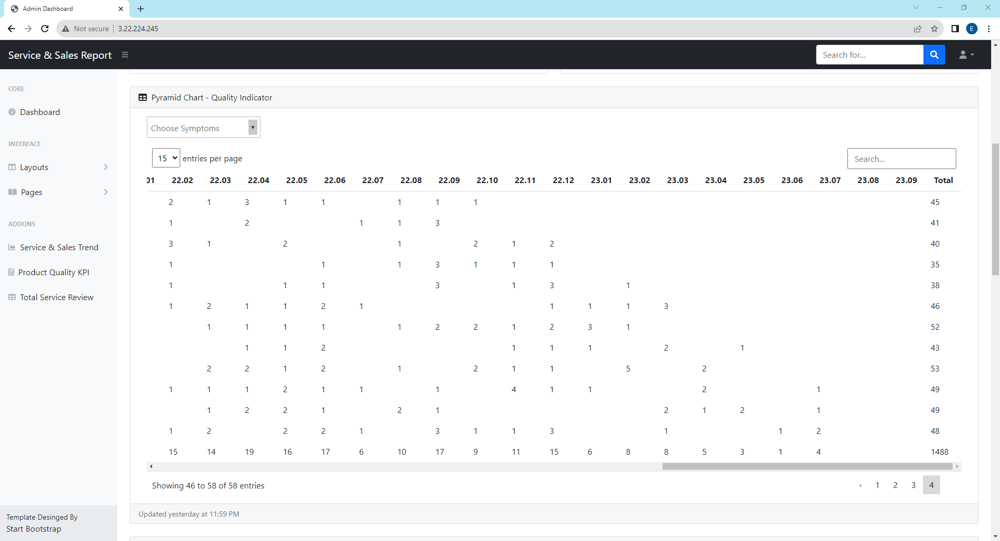 Admin Dashboard
Not secure 3.22.224.245
E
Service & Sales Report
Search for...
CORE
Dashboard
INTERFACE
Layouts
Pages
ADDONS
Service & Sales Trend
Product Quality KPI
Total Service Review
Template Desinged By
Start Bootstrap
Pyramid Chart - Quality Indicator
Choose Symptoms
15 entries per page
Search...
01 22.02 22.03 22.04 22.05 22.06 22.07 22.08 22.09 22.10 22.11 22.12 23.01 23.02 23.03 23.04 23.05 23.06 23.07 23.08 23.09 Total
2 1 3 1 1 1 1 1 45
1 2 1 1 3 41
3 1 2 1 2 1 2 40
1 1 1 3 1 1 1 35
1 1 1 3 1 3 1 38
1 2 1 1 2 1 1 1 1 3 46
1 1 1 1 1 2 2 1 2 3 1 52
1 1 2 1 1 1 2 1 43
2 2 1 2 1 2 1 1 5 2 53
1 1 1 2 1 1 1 4 1 1 2 1 49
1 2 2 1 2 1 2 1 2 1 49
1 2 2 2 1 3 1 1 3 1 1 2 48
15 14 19 16 17 6 10 17 9 11 15 6 8 8 5 3 1 4 1488
Showing 46 to 58 of 58 entries
‹ 1 2 3 4
Updated yesterday at 11:59 PM